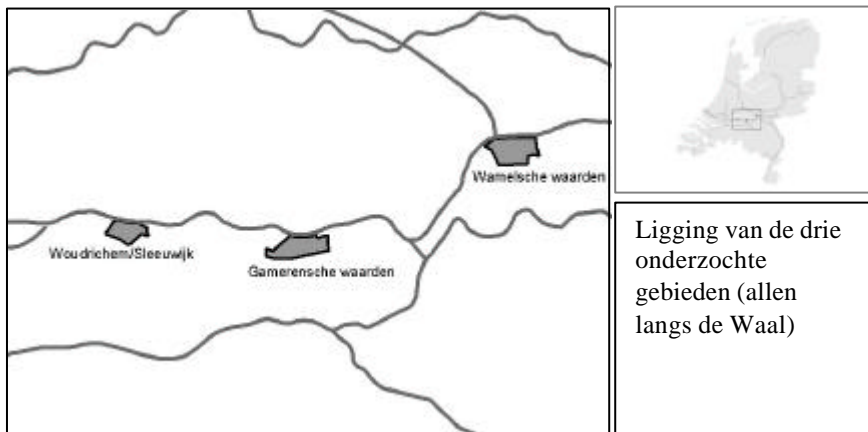 Wamelsche waarden
Woudrichem/Sleeuwijk
Gamerensche waarden
Ligging van de drie
onderzochte
gebieden (allen
langs de Waal)